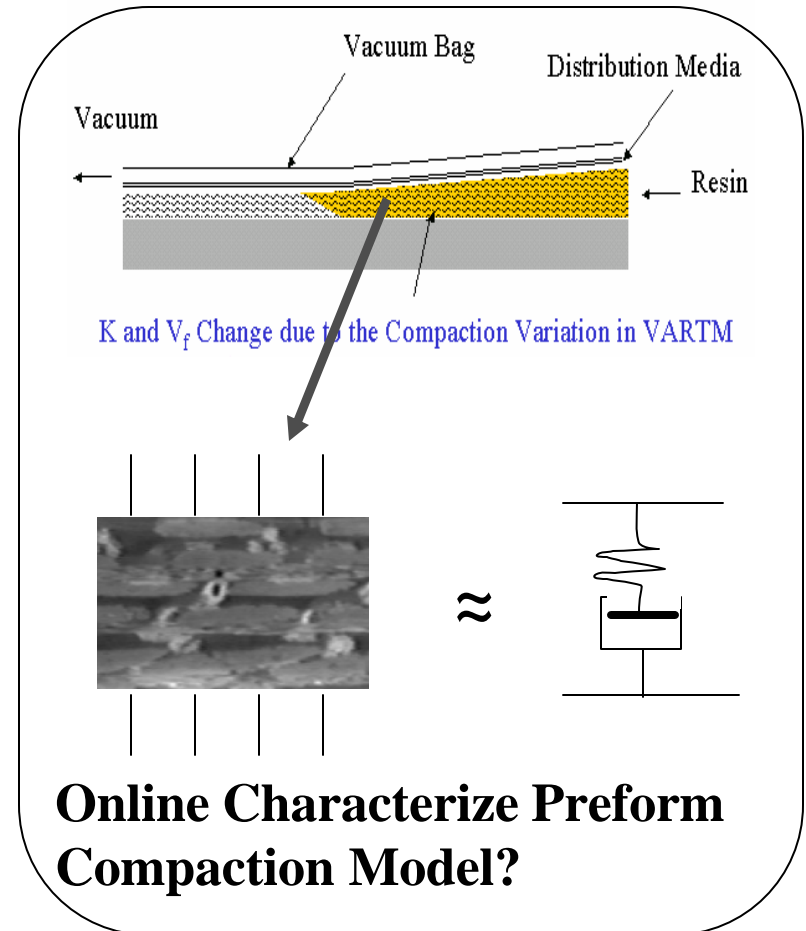 Vacuum Bag
Distribution Media
Vacuum
Resin
K and Vf Change due to the Compaction Variation in VARTM
≈
Online Characterize Preform
Compaction Model?